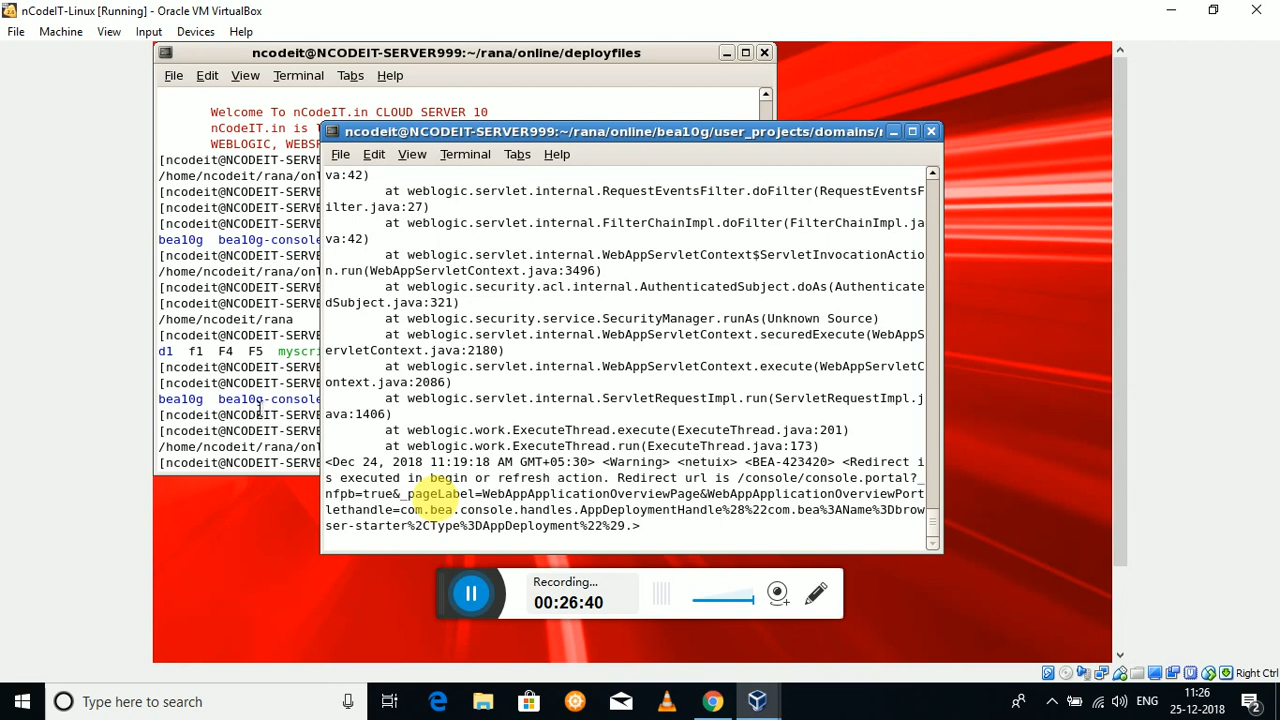 nCodeIT-Linux [Running] - Oracle VM VirtualBox
File Machine View Input Devices Help
ncodeit@NCODEIT-SERVER999:~/rana/online/deployfiles
File Edit View Terminal Tabs Help
Welcome To nCodeIT.in CLOUD SERVER 10
nCodeIT.in is
WEBLOGIC, WEBSP
[ncodeit@NCODEIT-SERVE
/home/ncodeit/rana/onl
[ncodeit@NCODEIT-SERVE
[ncodeit@NCODEIT-SERVE
bea10g bea10g-console
[ncodeit@NCODEIT-SERVE
/home/ncodeit/rana/onl
[ncodeit@NCODEIT-SERVE
[ncodeit@NCODEIT-SERVE
/home/ncodeit/rana
[ncodeit@NCODEIT-SERVE
d1 f1 F4 F5 myscri
[ncodeit@NCODEIT-SERVE
[ncodeit@NCODEIT-SERVE
bea10g bea10g-console
[ncodeit@NCODEIT-SERVE
[ncodeit@NCODEIT-SERVE
/home/ncodeit/rana/onl
[ncodeit@NCODEIT-SERVE
ncodeit@NCODEIT-SERVER999:~/rana/online/bea10g/user_projects/domains/r
File Edit View Terminal Tabs Help
va:42)
at weblogic.servlet.internal.RequestEventsFilter.doFilter(RequestEventsF
ilter.java:27)
at weblogic.servlet.internal.FilterChainImpl.doFilter(FilterChainImpl.ja
va:42)
at weblogic.servlet.internal.WebAppServletContext$ServletInvocationActio
n.run(WebAppServletContext.java:3496)
at weblogic.security.acl.internal.AuthenticatedSubject.doAs(Authenticate
dSubject.java:321)
at weblogic.security.service.SecurityManager.runAs(Unknown Source)
at weblogic.servlet.internal.WebAppServletContext.securedExecute(WebAppS
ervletContext.java:2180)
at weblogic.servlet.internal.WebAppServletContext.execute(WebAppServletC
ontext.java:2086)
at weblogic.servlet.internal.ServletRequestImpl.run(ServletRequestImpl.j
ava:1406)
at weblogic.work.ExecuteThread.execute(ExecuteThread.java:201)
at weblogic.work.ExecuteThread.run(ExecuteThread.java:173)
<Dec 24, 2018 11:19:18 AM GMT+05:30> <Warning> <netuix> <BEA-423420> <Redirect i
s executed in begin or refresh action. Redirect url is /console/console.portal?_
nfpb=true&_pageLabel=WebAppApplicationOverviewPage&WebAppApplicationOverviewPort
lethandle=com.bea.console.handles.AppDeploymentHandle%28%22com.bea%3AName%3Dbrow
ser-starter%2CType%3DAppDeployment%22%29.>
Recording...
00:26:40
Right Ctrl
Type here to search
ENG
11:26
25-12-2018
2